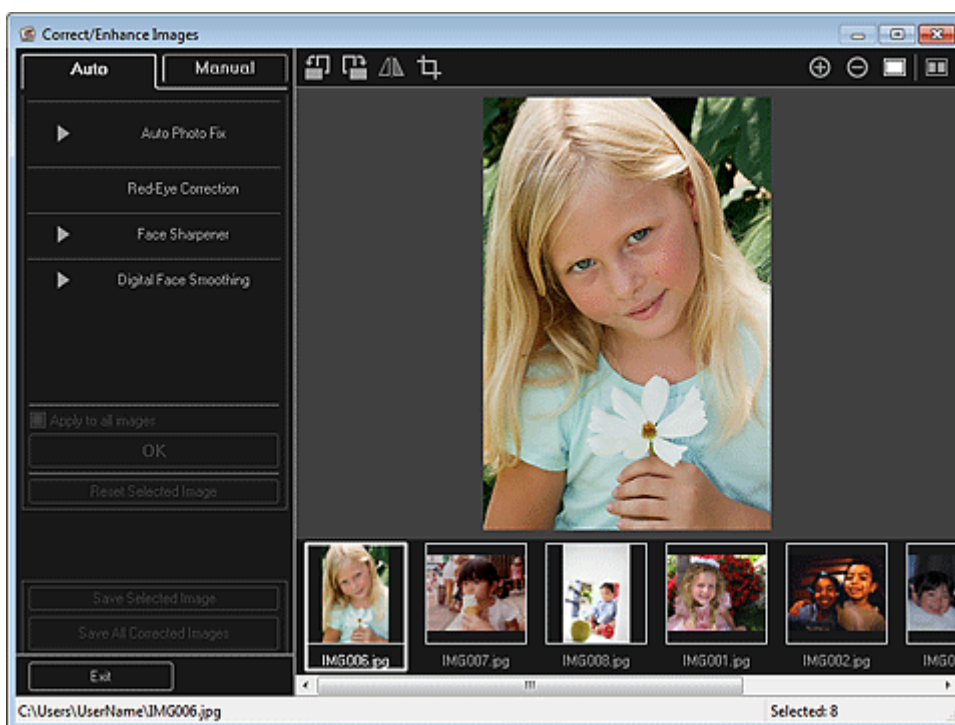 Correct/Enhance Images
Auto
Manual
Auto Photo Fix
Red-Eye Correction
Face Sharpener
Digital Face Smoothing
Apply to all images
OK
Reset Selected Image
Save Selected Image
Save All Corrected Images
Exit
IMG006.jpg
IMG007.jpg
IMG008.jpg
IMG001.jpg
IMG002.jpg
IMG0
C:\Users\UserName\IMG006.jpg
Selected: 8